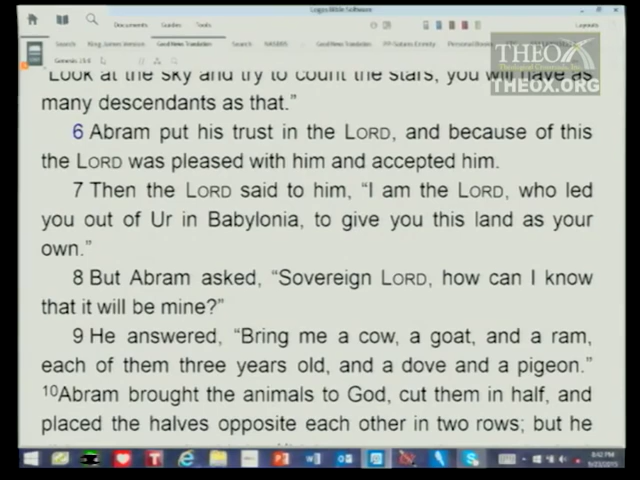 Logos Bible Software
Documents Guides Tools
Layouts
Search King James Version Good News Translation Search NASB95 Good News Translation
Genesis 15:6
THEOX
THEOX.ORG
"Look at the sky and try to count the stars; you will have as
many descendants as that."
6 Abram put his trust in the LORD, and because of this
the LORD was pleased with him and accepted him.
7 Then the LORD said to him, "I am the LORD, who led
you out of Ur in Babylonia, to give you this land as your
own."
8 But Abram asked, "Sovereign LORD, how can I know
that it will be mine?"
9 He answered, "Bring me a cow, a goat, and a ram,
each of them three years old, and a dove and a pigeon."
10Abram brought the animals to God, cut them in half, and
placed the halves opposite each other in two rows; but he
8:42 PM